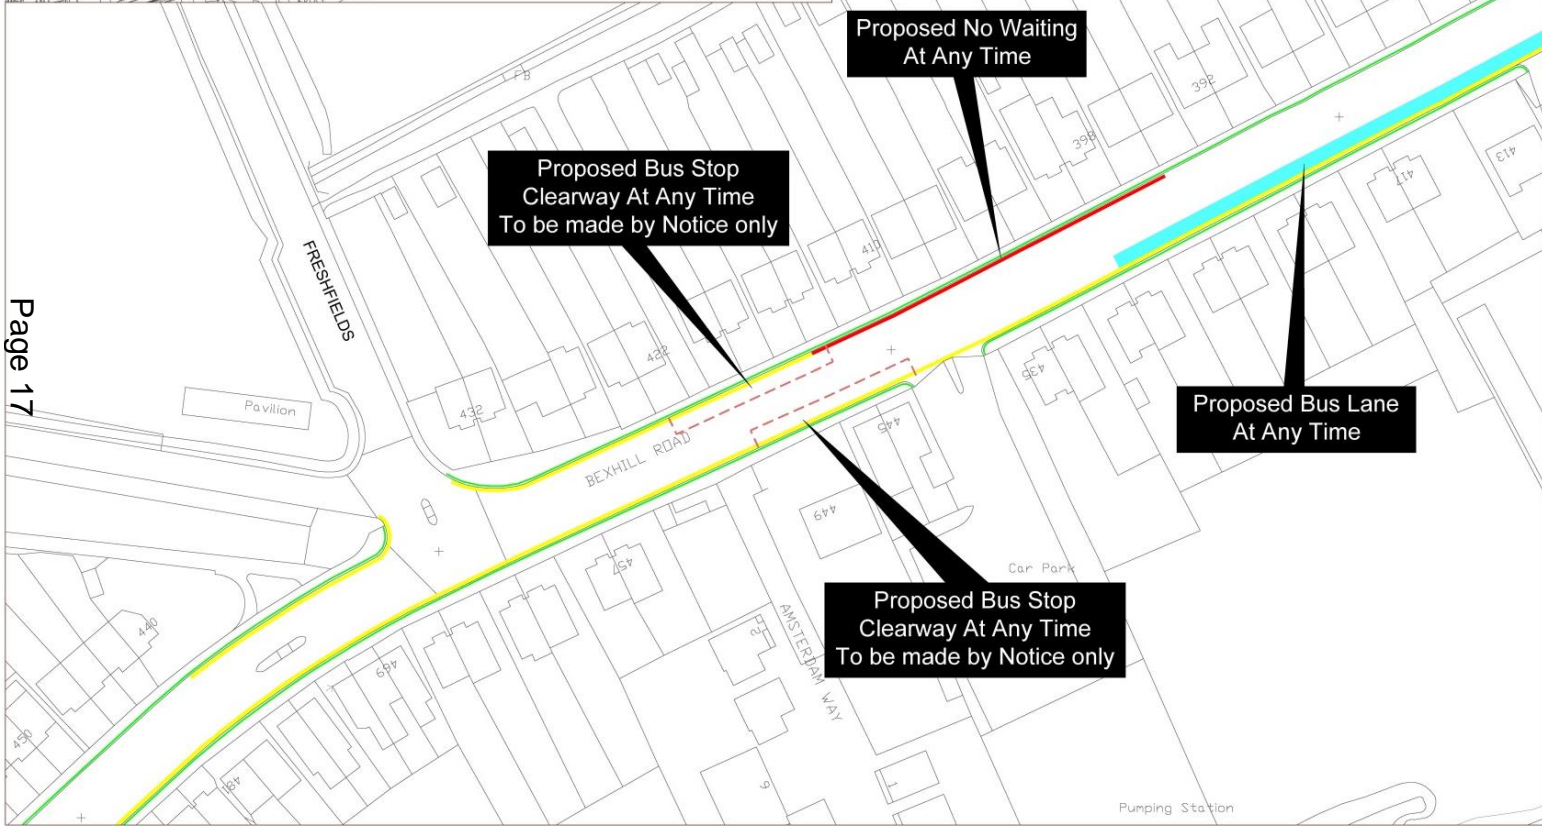 Proposed No Waiting
At Any Time
FB
392
398
413
417
Proposed Bus Stop
Clearway At Any Time
To be made by Notice only
410
FRESHFIELDS
Page 17
422
435
Pavilion
432
Proposed Bus Lane
At Any Time
BEXHILL ROAD
445
449
457
Car Park
Proposed Bus Stop
Clearway At Any Time
To be made by Notice only
AMSTERDAM WAY
440
469
450
481
9
1
Pumping Station